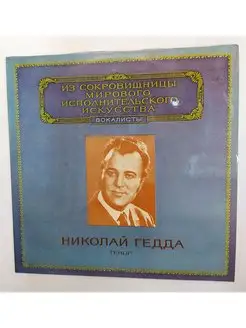 ИЗ СОКРОВИЩНИЦЫ
МИРОВОГО
ИСПОЛНИТЕЛЬСКОГО
ИСКУССТВА
ВОКАЛИСТЫ
НИКОЛАЙ ГЕДДА
ТЕНОР